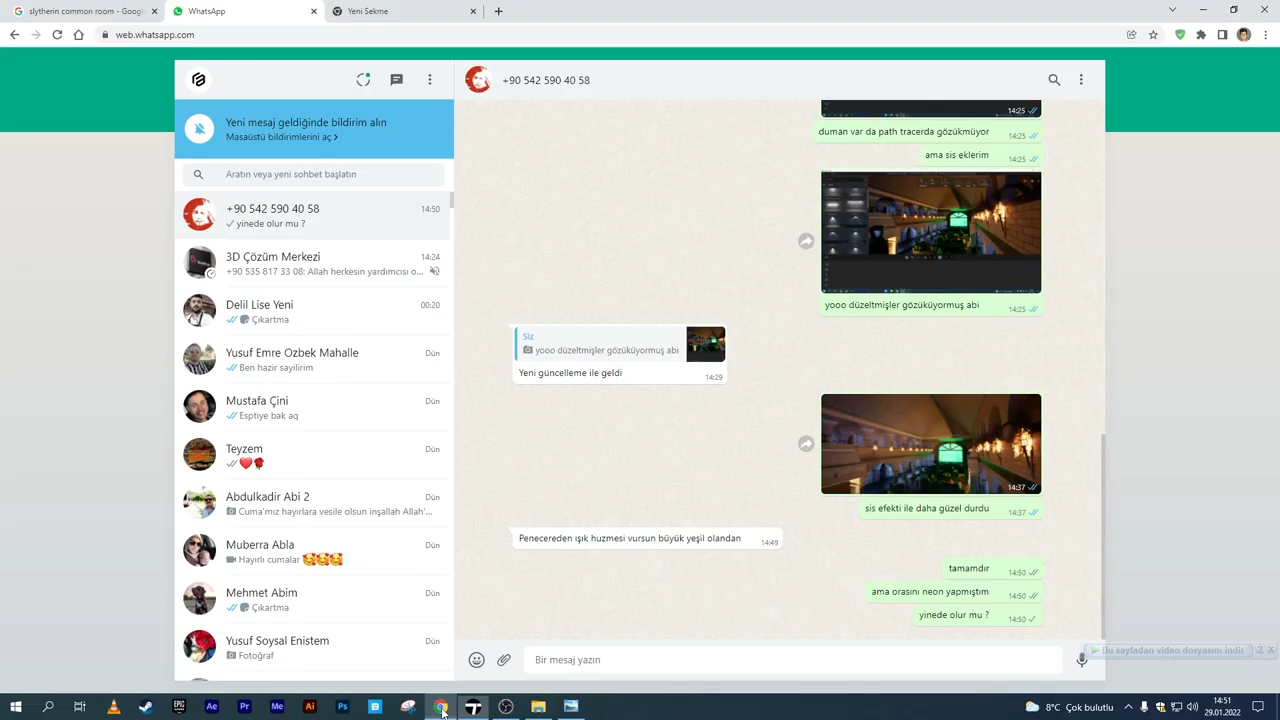 slytherin common room - Google
WhatsApp
Yeni Sekme
web.whatsapp.com
Yeni mesaj geldiğinde bildirim alın
Masaüstü bildirimlerini aç
Aratın veya yeni sohbet başlatın
+90 542 590 40 58
14:50
yinede olur mu ?
3D Çözüm Merkezi
14:24
+90 535 817 33 08: Allah herkesin yardımcısı o...
Delil Lise Yeni
00:20
Çıkartma
Yusuf Emre Ozbek Mahalle
Dün
Ben hazir sayilirim
Mustafa Çini
Dün
Esptiye bak aq
Teyzem
Dün
❤️🌹
Abdulkadir Abi 2
Dün
Cuma'mız hayırlara vesile olsun inşallah Allah'...
Muberra Abla
Dün
Hayırlı cumalar 🥰🥰🥰
Mehmet Abim
Dün
Çıkartma
Yusuf Soysal Enistem
Dün
Fotoğraf
+90 542 590 40 58
14:25
duman var da path tracerda gözükmüyor
14:25
ama sis eklerim
14:25
yooo düzeltmişler gözüküyormuş abi
14:25
Siz
yooo düzeltmişler gözüküyormuş abi
Yeni güncelleme ile geldi
14:29
14:37
sis efekti ile daha güzel durdu
14:37
Penecereden ışık huzmesi vursun büyük yeşil olandan
14:49
tamamdır
14:50
ama orasını neon yapmıştım
14:50
yinede olur mu ?
14:50
Bir mesaj yazın
Bu sayfadan video dosyasını indir
?
EPIC
Ae
Pr
Me
Ai
Ps
8°C Çok bulutlu
14:51
29.01.2022